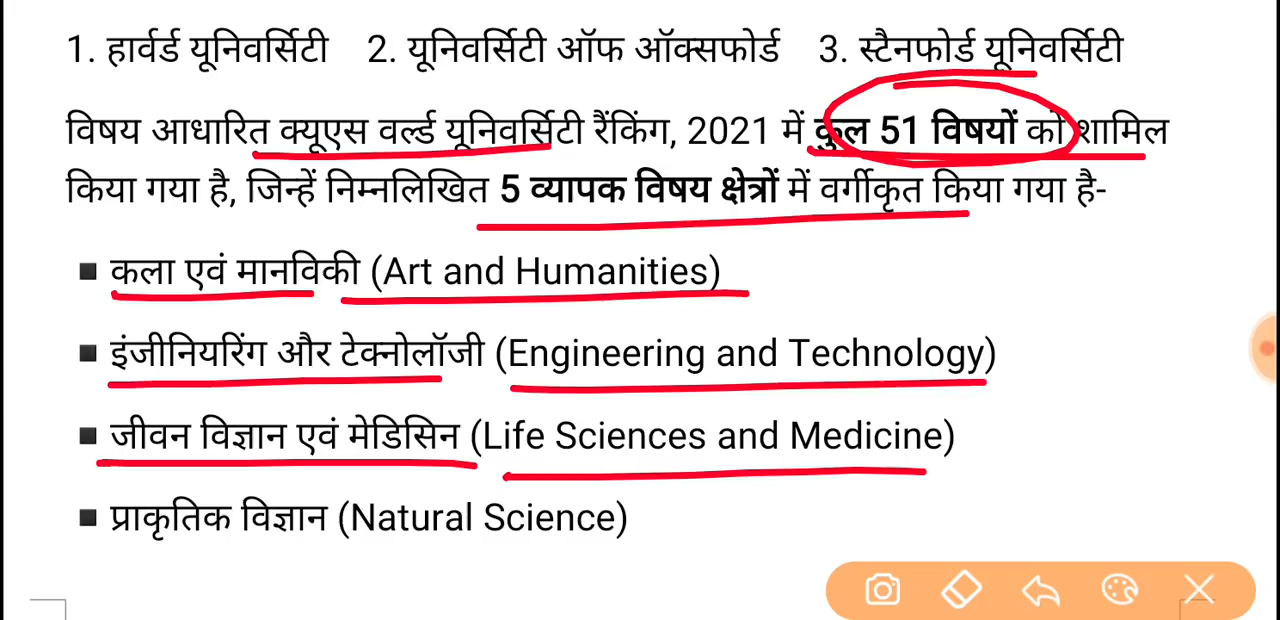 1. हार्वर्ड यूनिवर्सिटी 2. यूनिवर्सिटी ऑफ ऑक्सफोर्ड 3. स्टैनफोर्ड यूनिवर्सिटी
विषय आधारित क्यूएस वर्ल्ड यूनिवर्सिटी रैंकिंग, 2021 में कुल 51 विषयों को शामिल
किया गया है, जिन्हें निम्नलिखित 5 व्यापक विषय क्षेत्रों में वर्गीकृत किया गया है-
▪ कला एवं मानविकी (Art and Humanities)
▪ इंजीनियरिंग और टेक्नोलॉजी (Engineering and Technology)
▪ जीवन विज्ञान एवं मेडिसिन (Life Sciences and Medicine)
▪ प्राकृतिक विज्ञान (Natural Science)